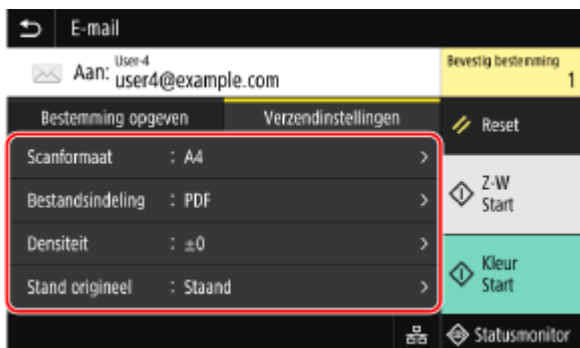 E-mail
User-4
Aan: user4@example.com
Bevestig bestemming
1
Bestemming opgeven
Verzendinstellingen
Reset
Scanformaat : A4
Bestandsindeling : PDF
Densiteit : ±0
Stand origineel : Staand
Z-W
Start
Kleur
Start
Statusmonitor